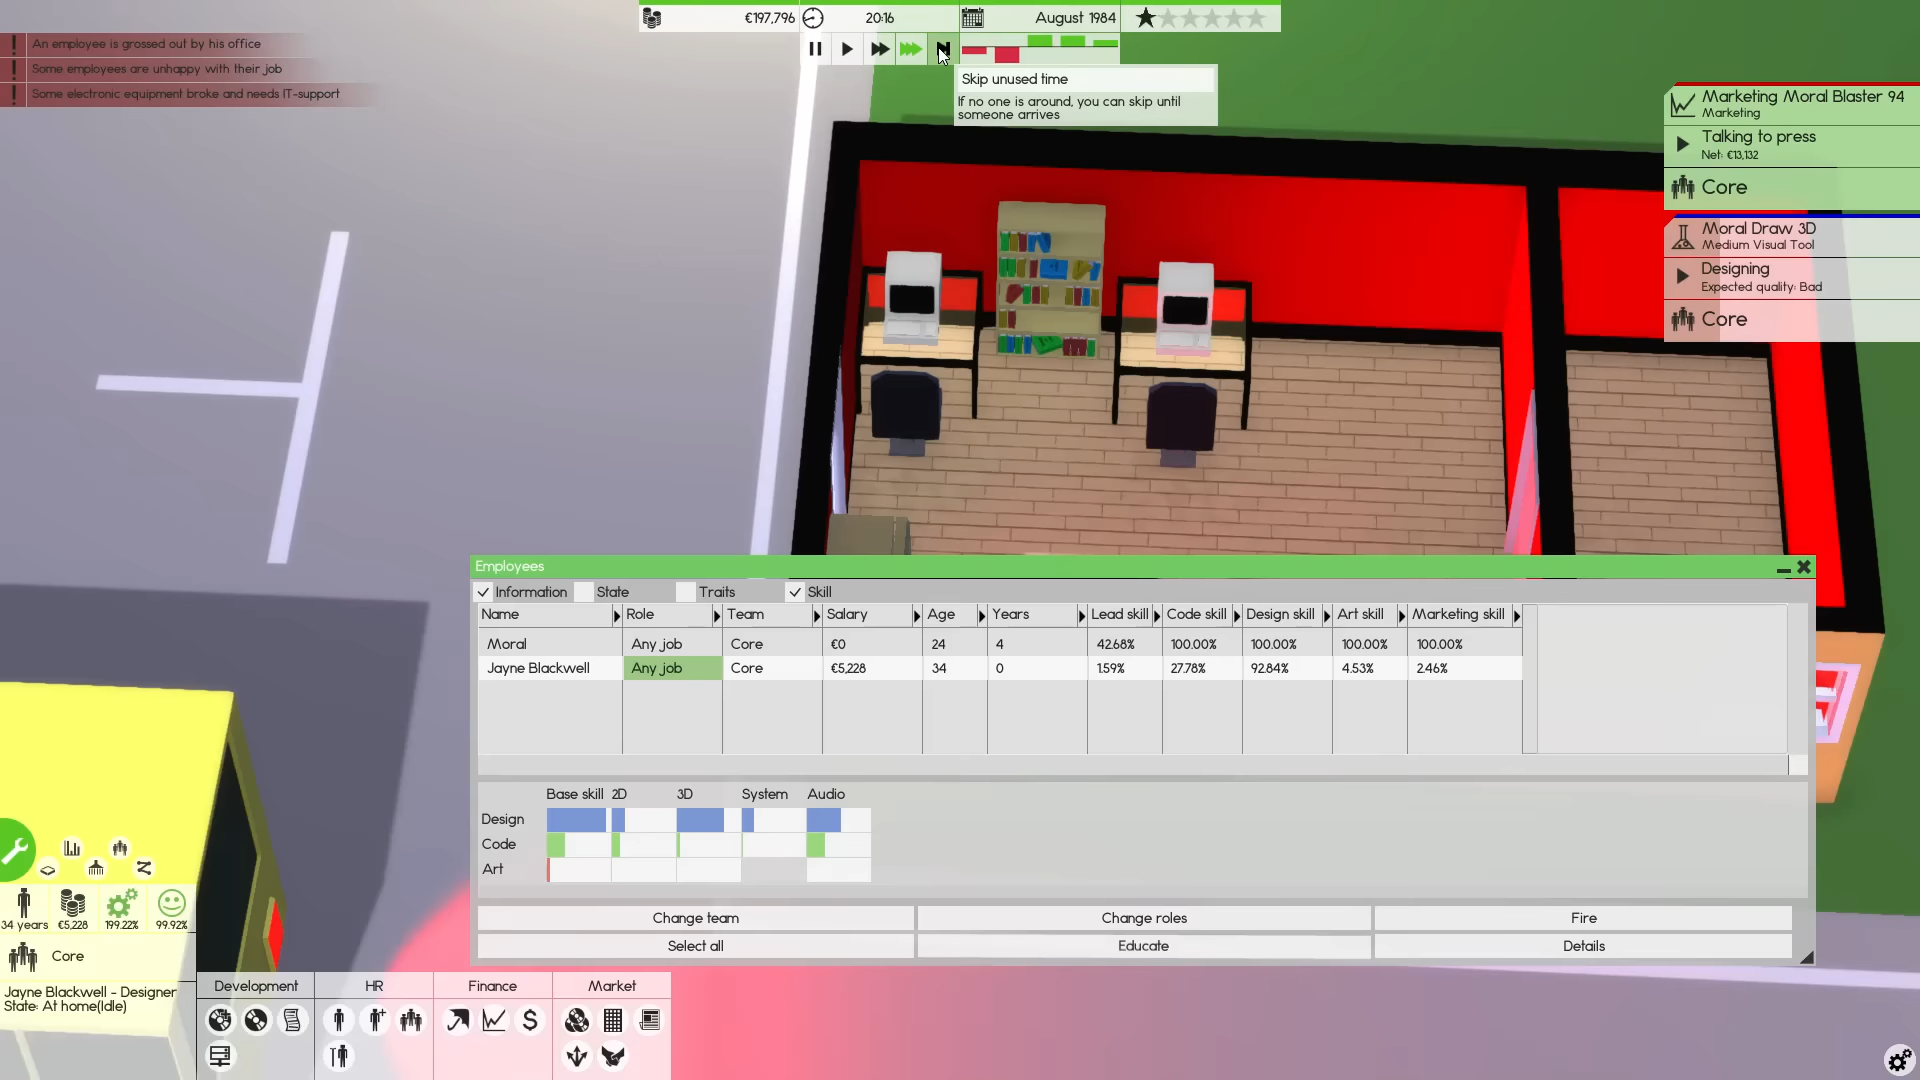 €197,796
20:16
August 1984
An employee is grossed out by his office
Some employees are unhappy with their job
Some electronic equipment broke and needs IT-support
Skip unused time
If no one is around, you can skip until
someone arrives
Marketing Moral Blaster 94
Marketing
Talking to press
Net: €13,132
Core
Moral Draw 3D
Medium Visual Tool
Designing
Expected quality: Bad
Core
Employees
Information State Traits Skill
Name Role Team Salary Age Years Lead skill Code skill Design skill Art skill Marketing skill
Moral Any job Core €0 24 4 42.68% 100.00% 100.00% 100.00% 100.00%
Jayne Blackwell Any job Core €5,228 34 0 1.59% 27.78% 92.84% 4.53% 2.46%
Base skill 2D 3D System Audio
Design
Code
Art
Change team Change roles Fire
Select all Educate Details
34 years €5,228 199.22% 99.92%
Core
Jayne Blackwell - Designer
State: At home(Idle)
Development HR Finance Market